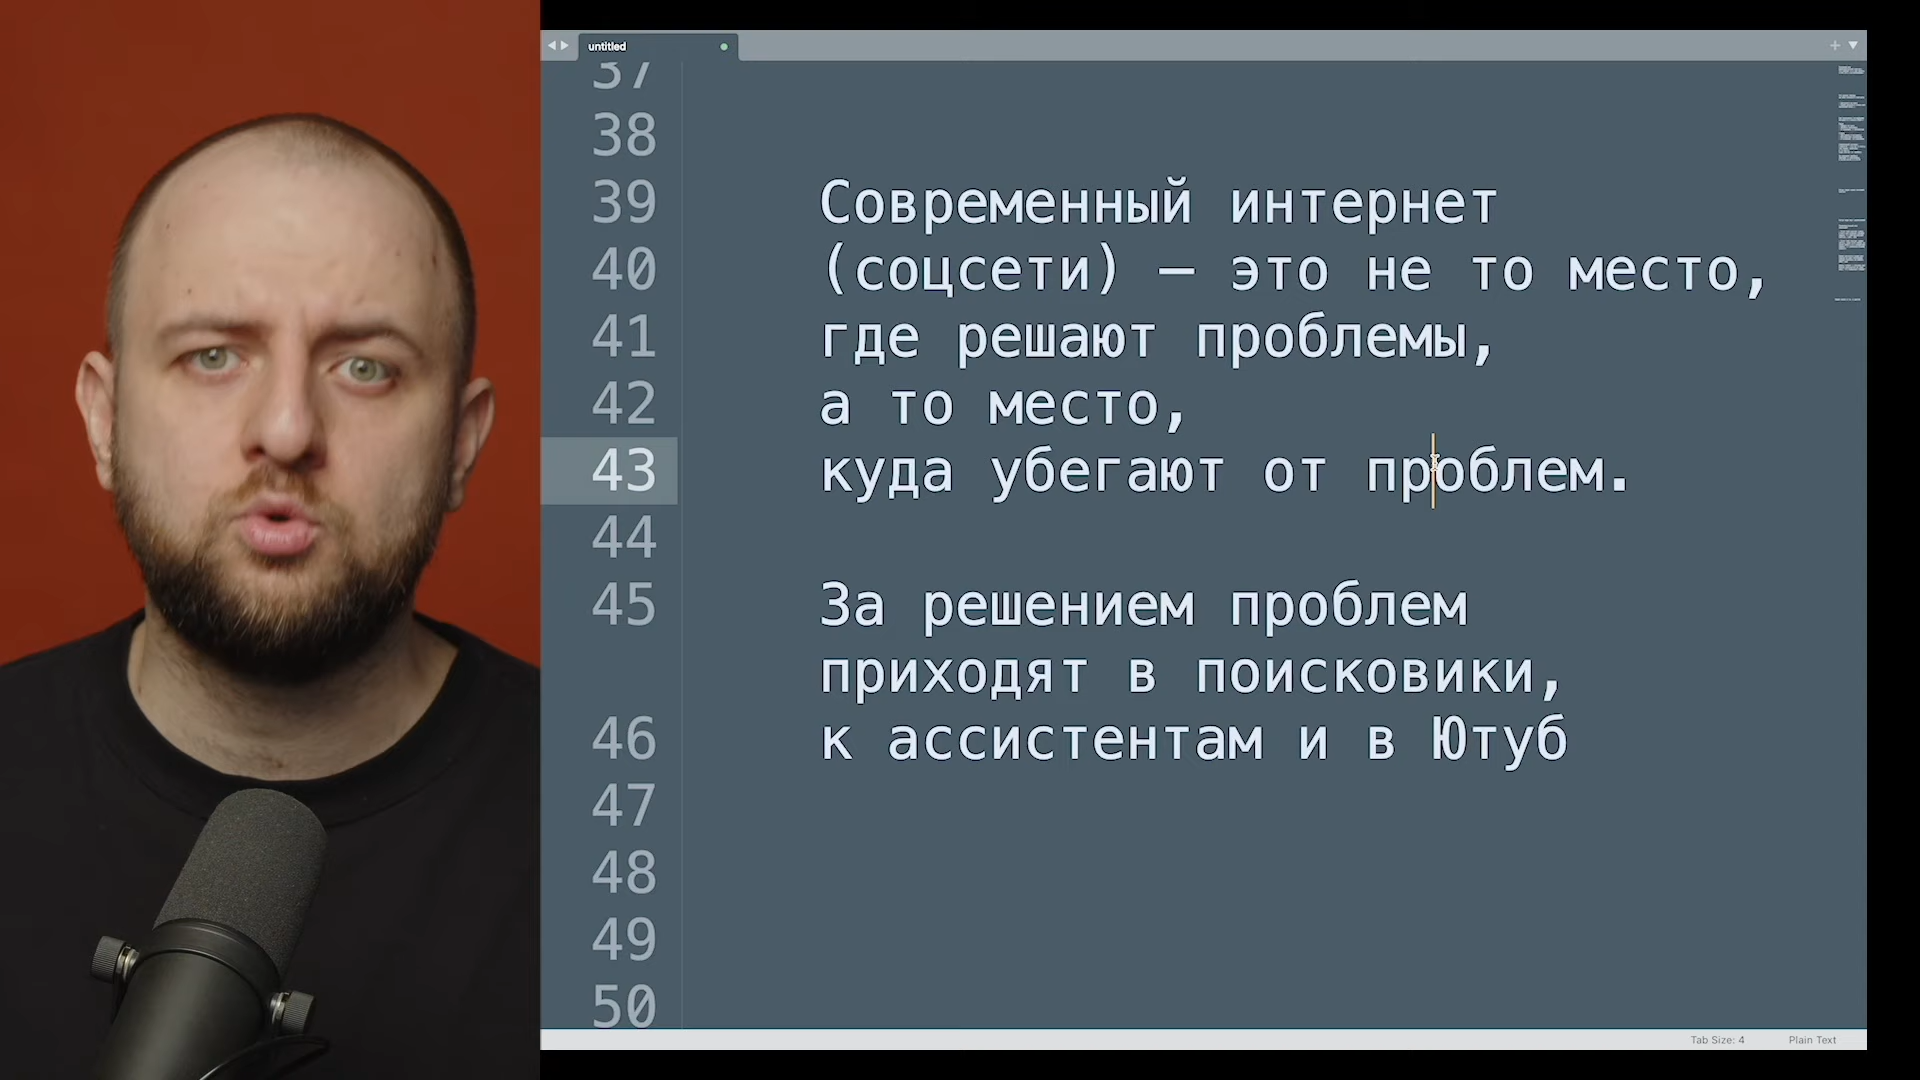 untitled
37
38
39 Современный интернет
40 (соцсети) — это не то место,
41 где решают проблемы,
42 а то место,
43 куда убегают от проблем.
44
45 За решением проблем
приходят в поисковики,
46 к ассистентам и в Ютуб
47
48
49
50
Tab Size: 4 Plain Text